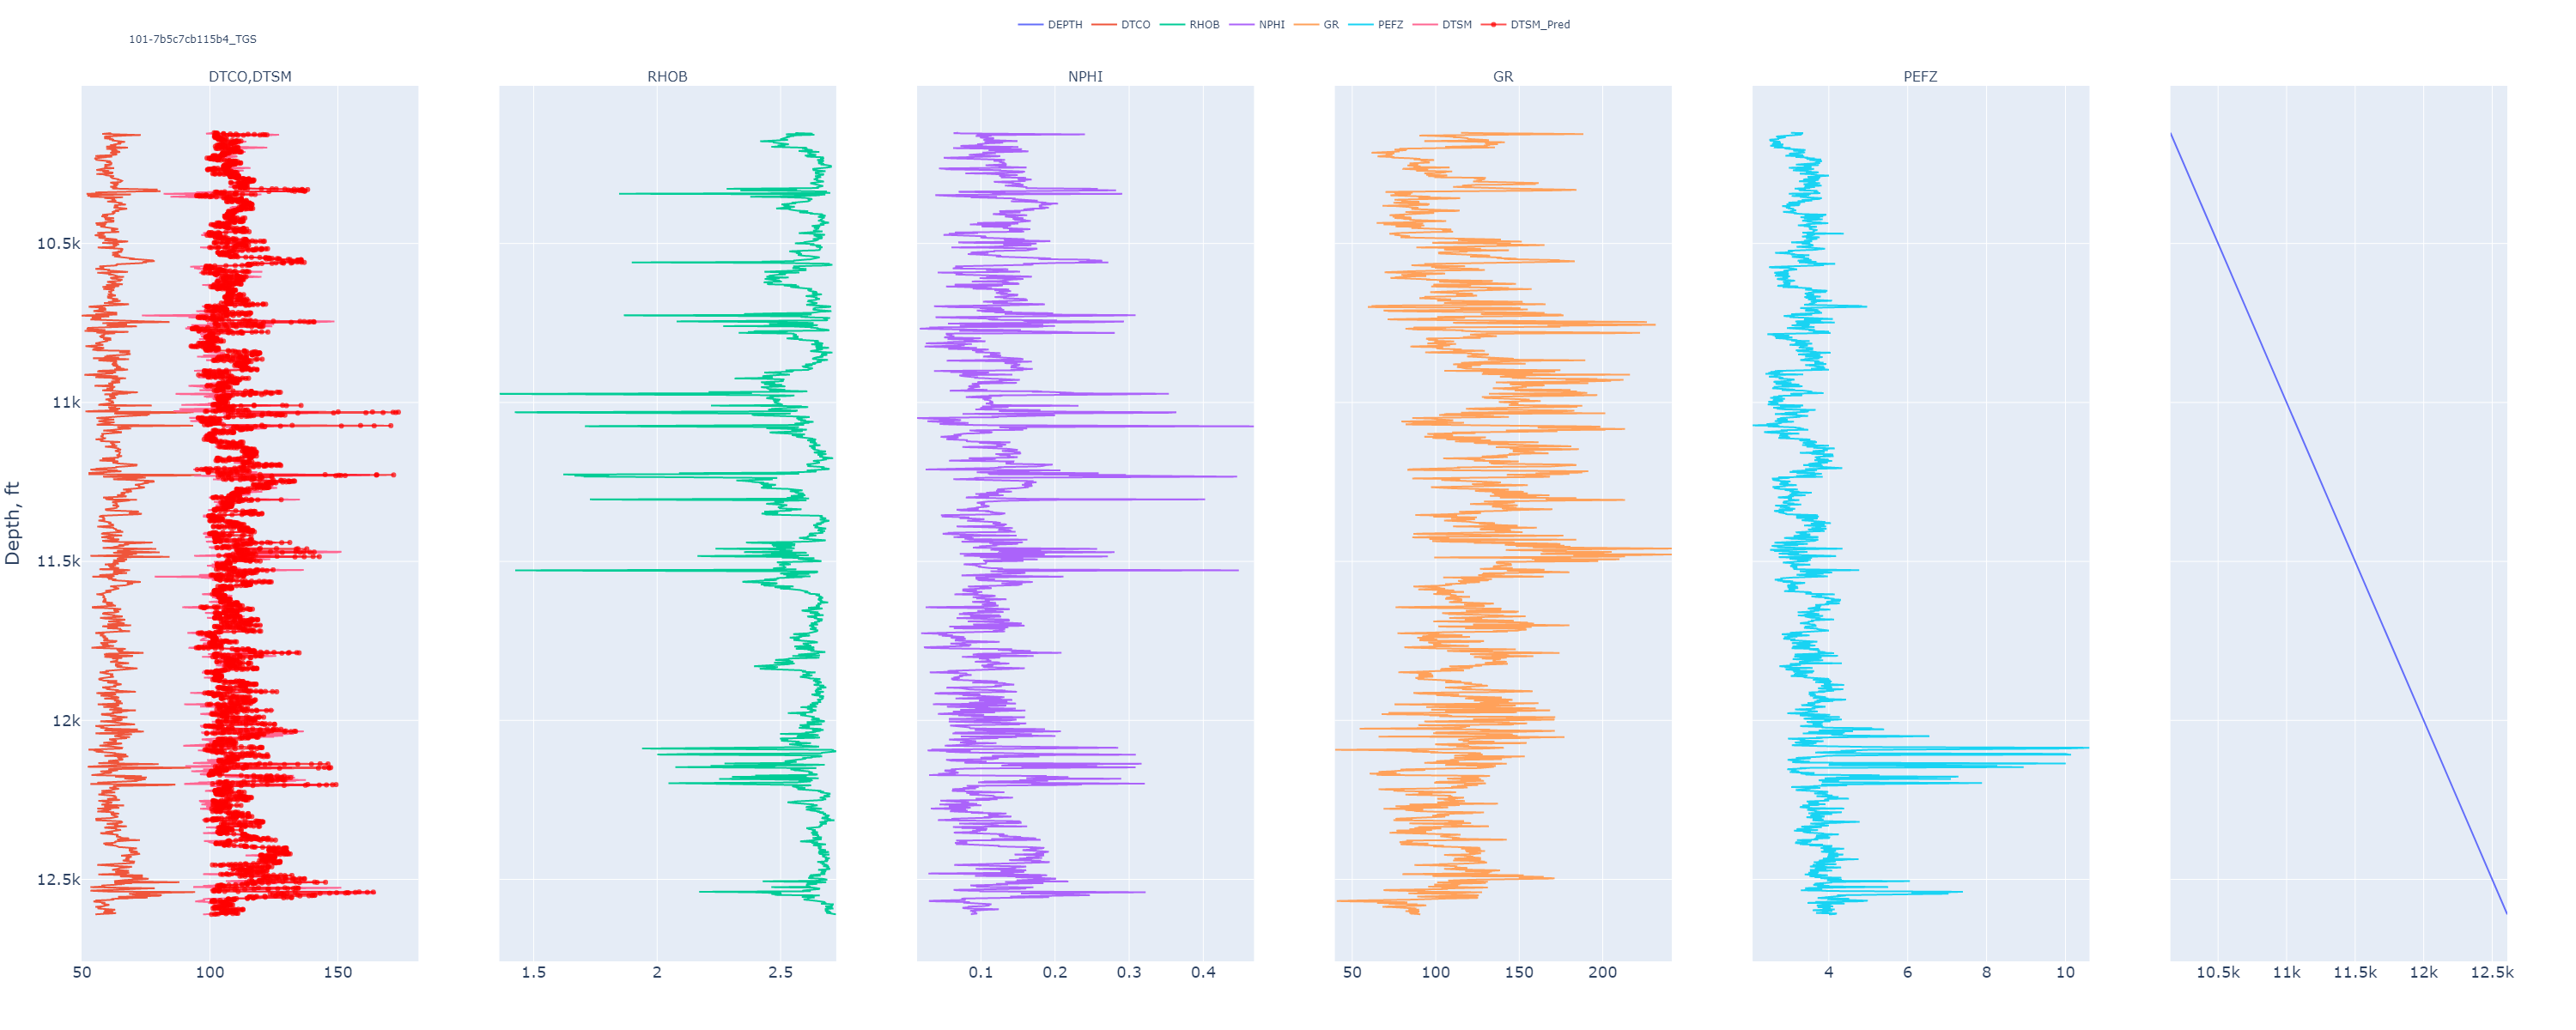 DEPTH DTCO RHOB NPHI GR PEFZ DTSM DTSM_Pred
101-7b5c7cb115b4_TGS
DTCO,DTSM RHOB NPHI GR PEFZ
10.5k
11k
11.5k
12k
12.5k
Depth, ft
50 100 150 1.5 2 2.5 0.1 0.2 0.3 0.4 50 100 150 200 4 6 8 10 10.5k 11k 11.5k 12k 12.5k